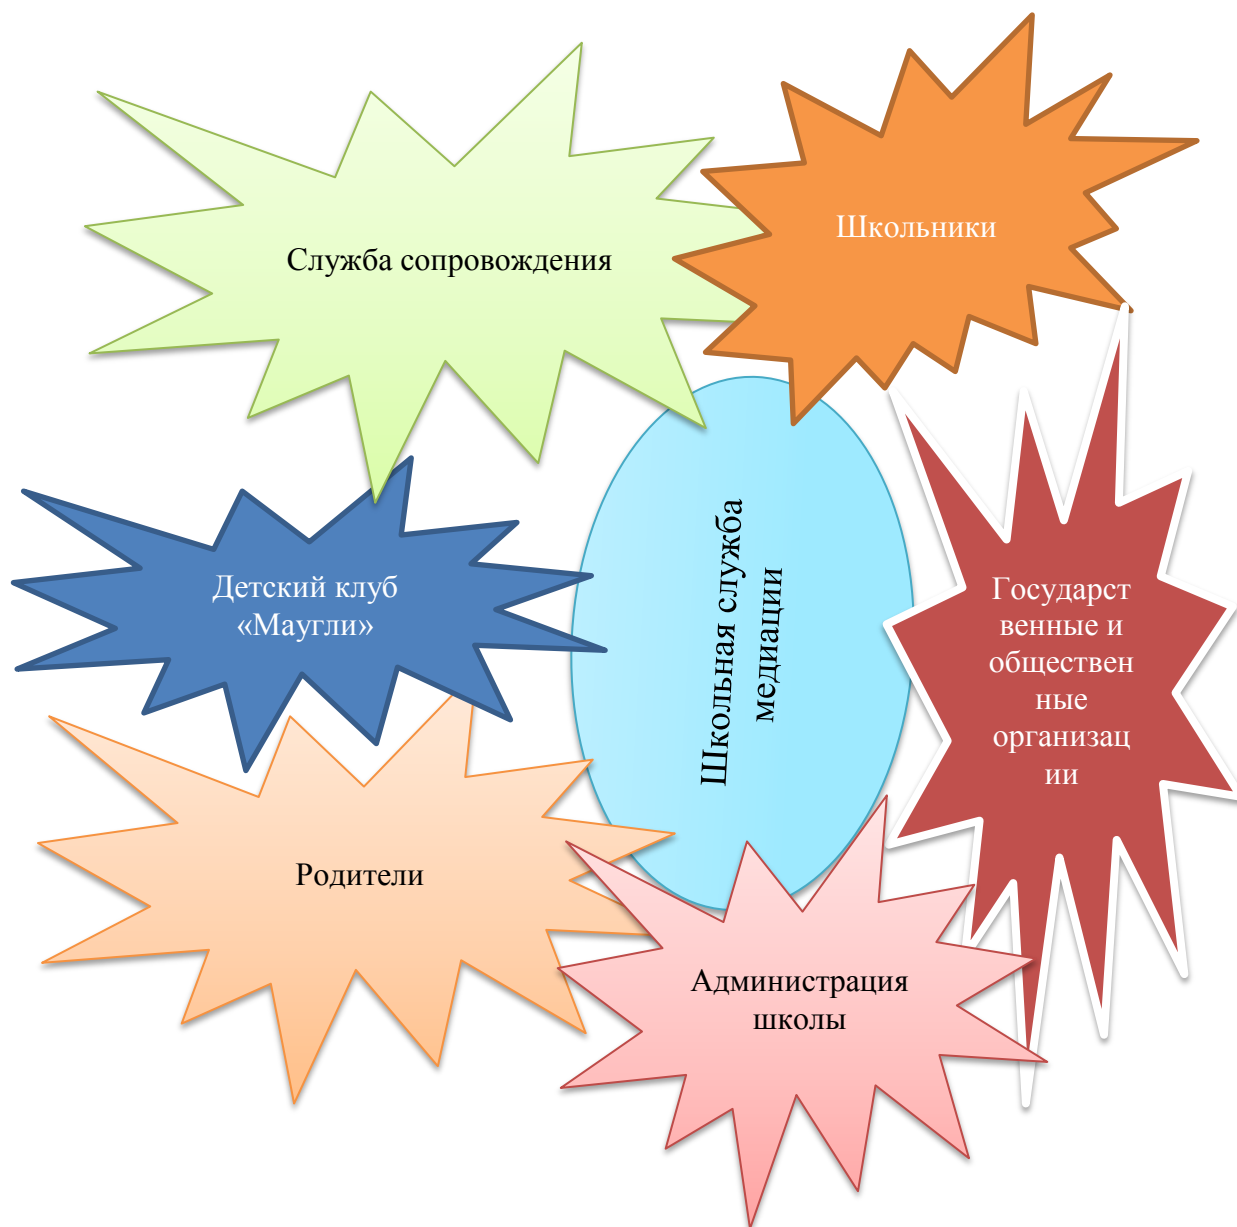 Служба сопровождения
Школьники
Детский клуб
«Маугли»
Школьная служба
медиации
Государст
венные и
обществен
ные
организац
ии
Родители
Администрация
школы